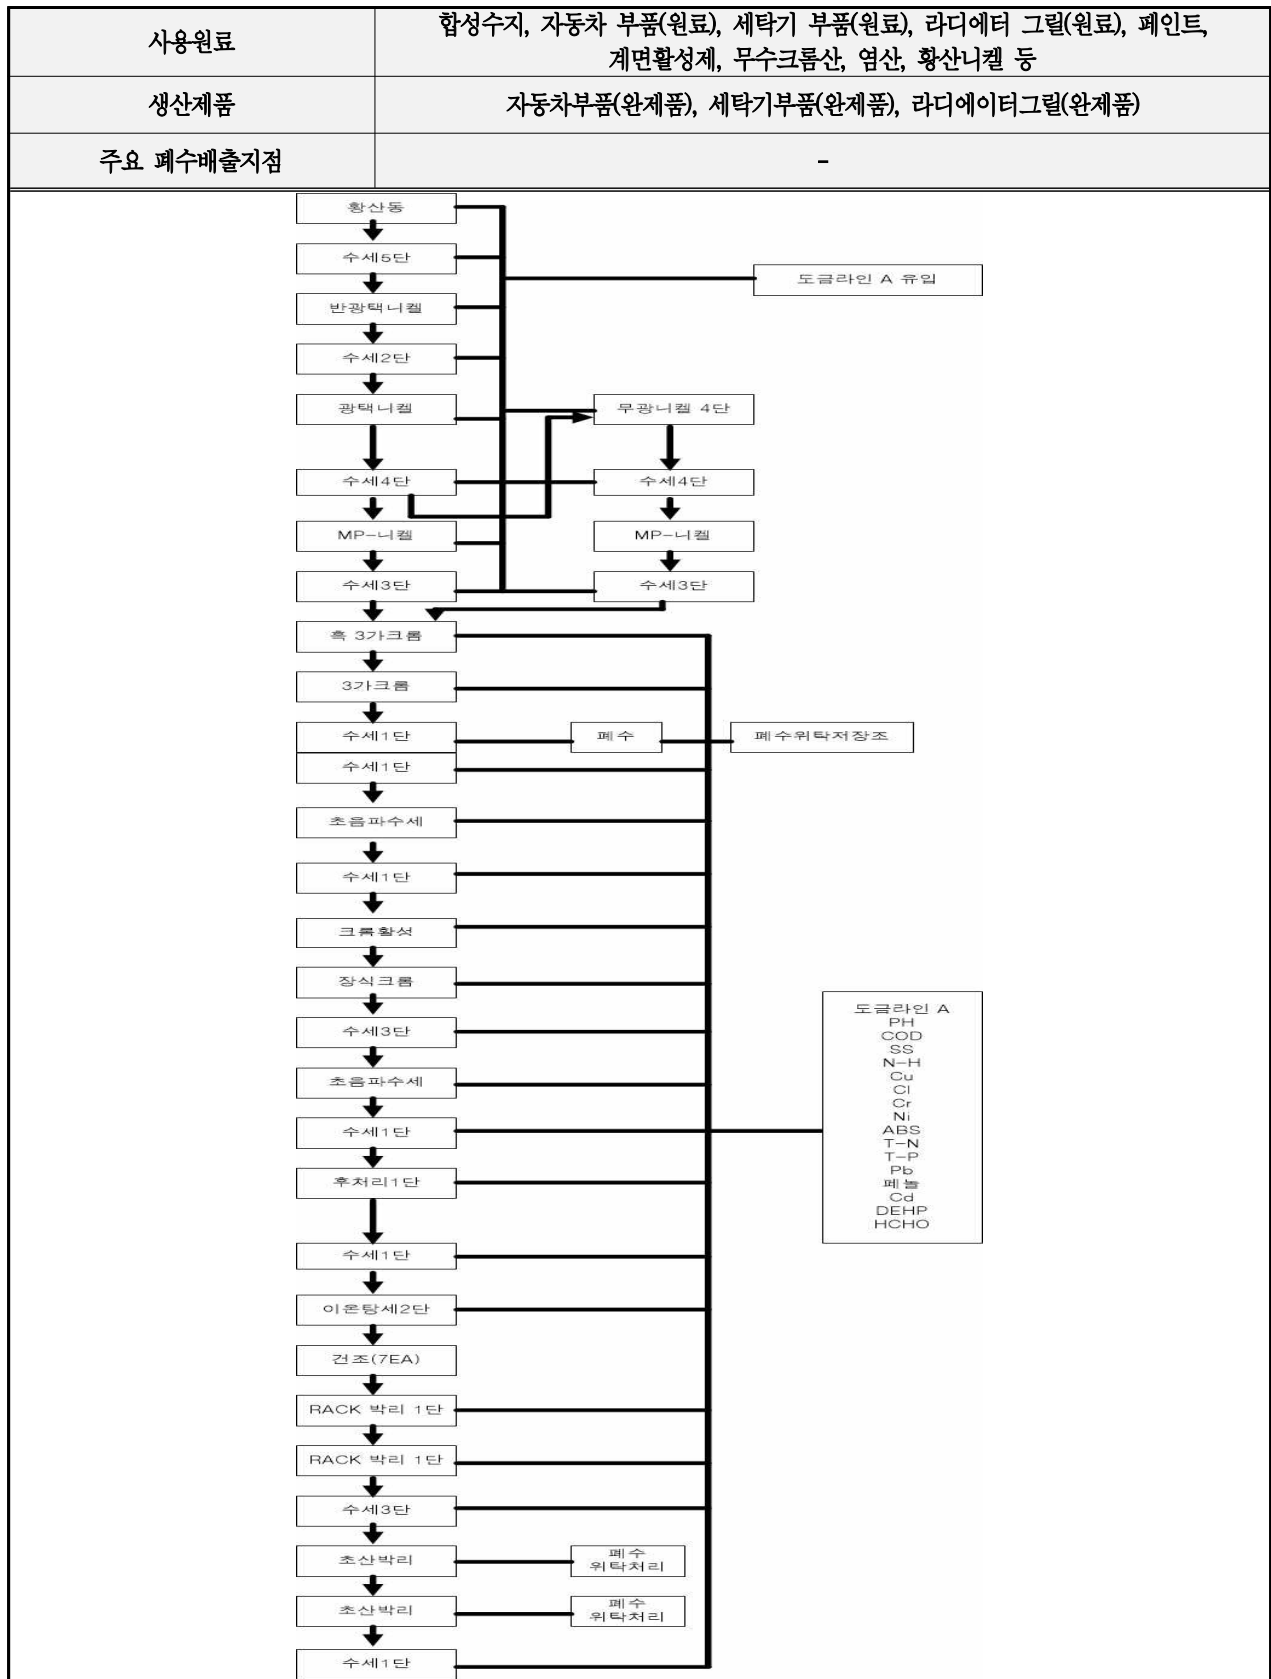 사용원료
합성수지, 자동차 부품(원료), 세탁기 부품(원료), 라디에터 그릴(원료), 페인트,
계면활성제, 무수크롬산, 염산, 황산니켈 등
생산제품
자동차부품(완제품), 세탁기부품(완제품), 라디에이터그릴(완제품)
주요 폐수배출지점
-
황산동
수세5단
도금라인 A 유입
반광택니켈
수세2단
광택니켈
무광니켈 4단
수세4단
수세4단
MP-니켈
MP-니켈
수세3단
수세3단
흑 3가크롬
3가크롬
수세1단
폐수
폐수위탁저장조
수세1단
초음파수세
수세1단
크롬활성
장식크롬
수세3단
초음파수세
수세1단
후처리1단
도금라인 A
PH
COD
SS
N-H
Cu
Cl
Cr
Ni
ABS
T-N
T-P
Pb
페놀
Cd
DEHP
HCHO
수세1단
이온탕세2단
건조(7EA)
RACK 박리 1단
RACK 박리 1단
수세3단
초산박리
폐수
위탁처리
초산박리
폐수
위탁처리
수세1단